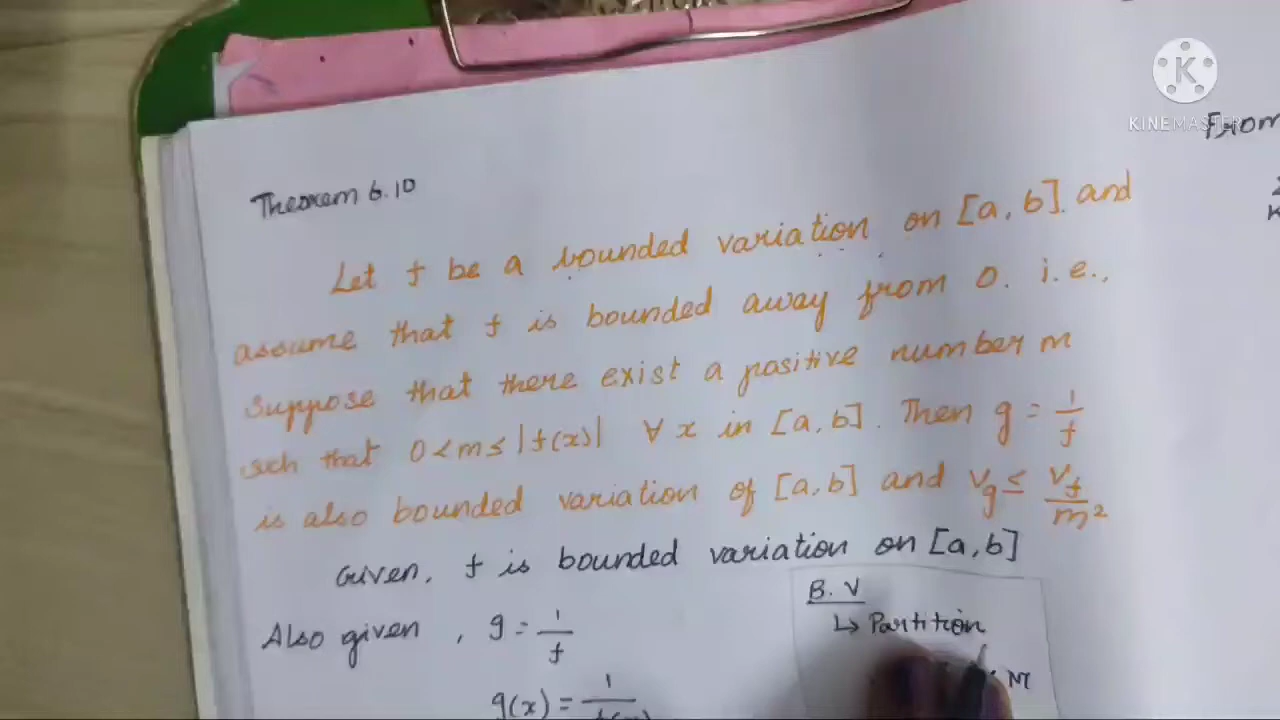 KINEMASTER
From
Theorem 6.10
Let f be a bounded variation on [a, b] and
assume that f is bounded away from 0. i.e.,
suppose that there exist a positive number m
such that 0 < m ≤ |f(x)| ∀ x in [a, b]. Then g = 1/f
is also bounded variation of [a, b] and Vg ≤ Vf/m²
Given, f is bounded variation on [a, b]
Also given, g = 1/f
g(x) = 1/f(x)
B. V
↳ Partition
M